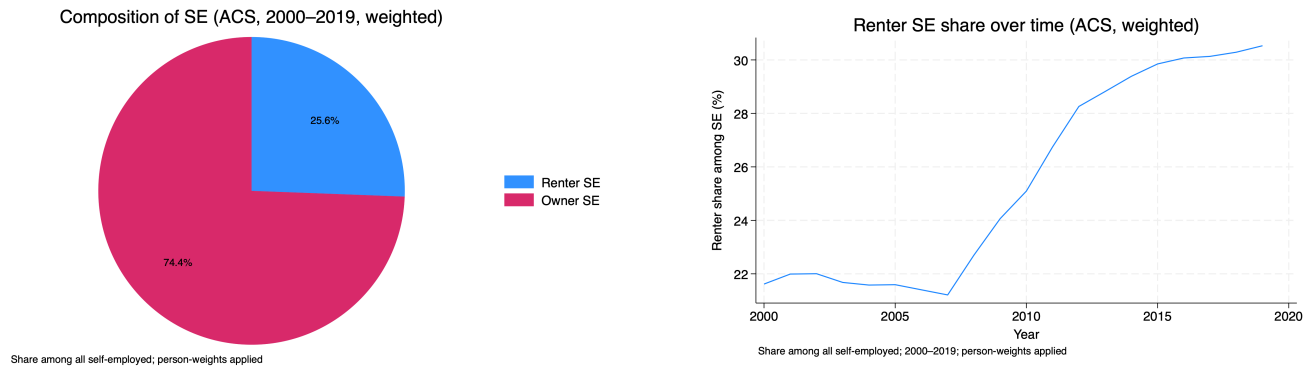 Composition of SE (ACS, 2000–2019, weighted)
25.6%
74.4%
Renter SE
Owner SE
Share among all self-employed; person-weights applied
Renter SE share over time (ACS, weighted)
Renter share among SE (%)
30
28
26
24
22
2000
2005
2010
2015
2020
Year
Share among all self-employed; 2000–2019; person-weights applied